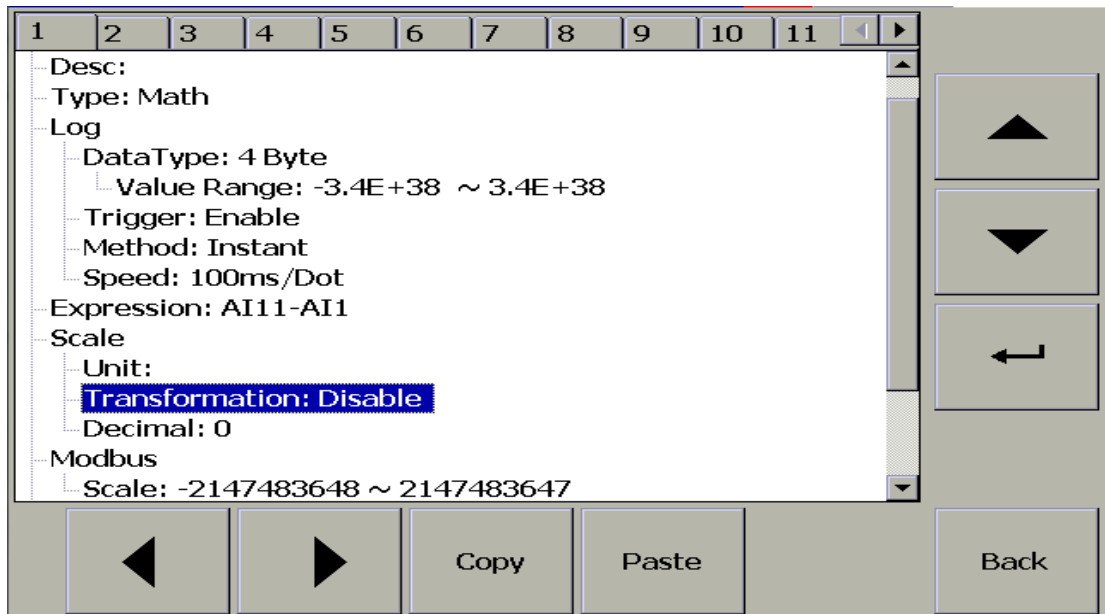 1 2 3 4 5 6 7 8 9 10 11
Desc:
Type: Math
Log
DataType: 4 Byte
Value Range: -3.4E+38 ~ 3.4E+38
Trigger: Enable
Method: Instant
Speed: 100ms/Dot
Expression: AI11-AI1
Scale
Unit:
Transformation: Disable
Decimal: 0
Modbus
Scale: -2147483648 ~ 2147483647
Copy Paste Back